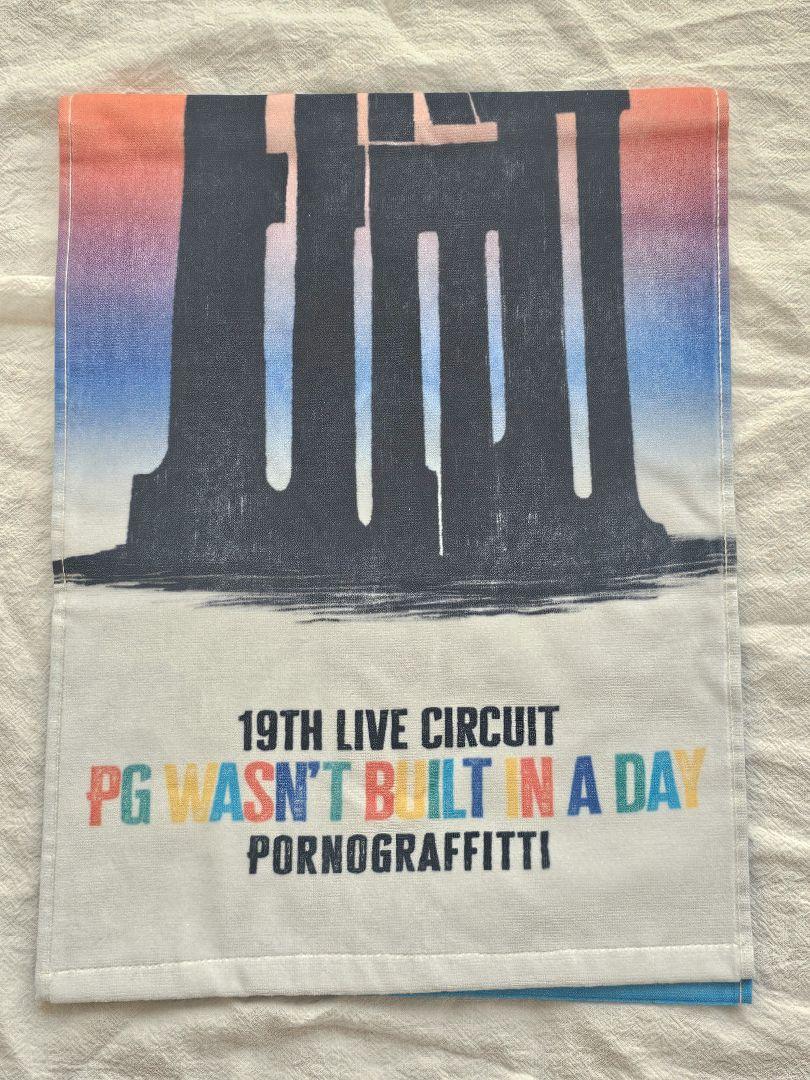 19TH LIVE CIRCUIT
PG WASN'T BUILT IN A DAY
PORNOGRAFFITTI